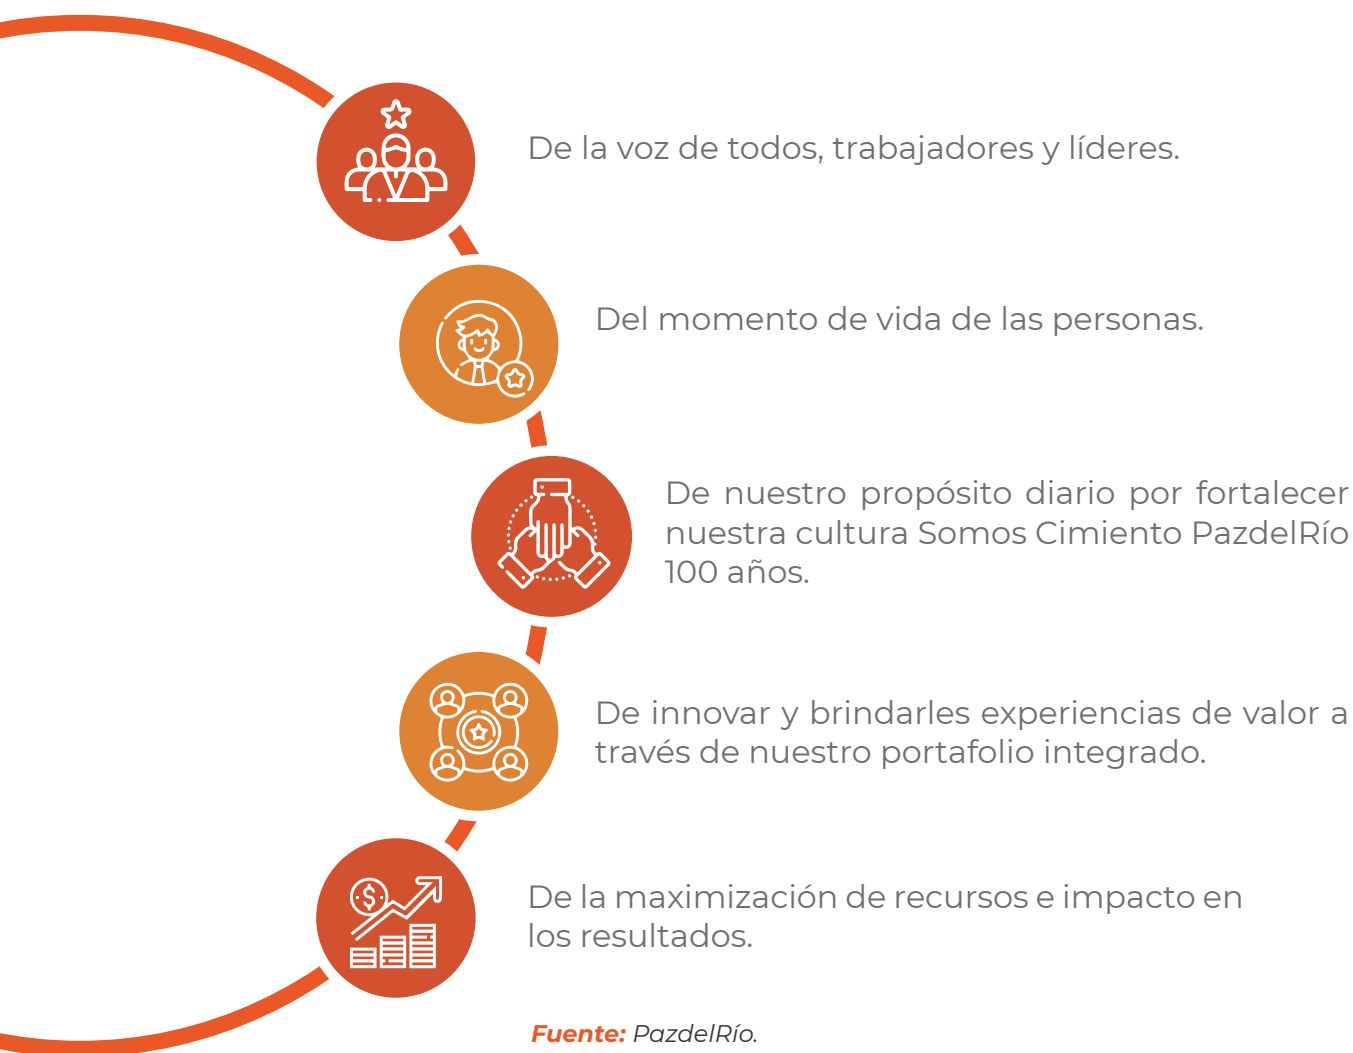 De la voz de todos, trabajadores y líderes.
Del momento de vida de las personas.
De nuestro propósito diario por fortalecer
nuestra cultura Somos Cimiento PazdelRío
100 años.
De innovar y brindarles experiencias de valor a
través de nuestro portafolio integrado.
De la maximización de recursos e impacto en
los resultados.
Fuente: PazdelRío.